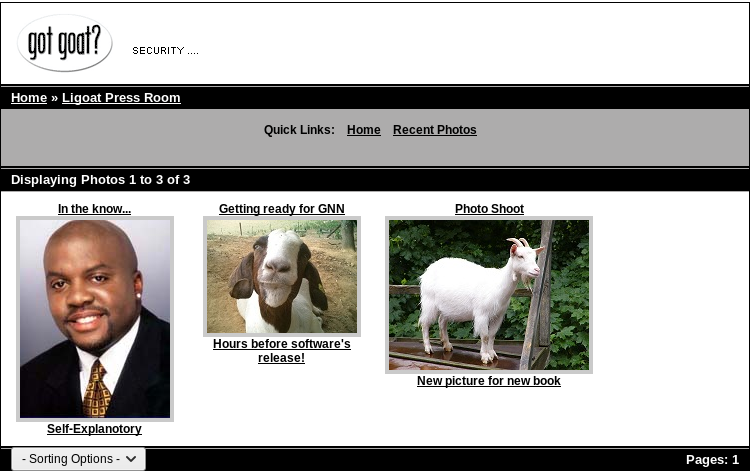 got goat?
SECURITY ....
Home » Ligoat Press Room
Quick Links: Home Recent Photos
Displaying Photos 1 to 3 of 3
In the know...
Getting ready for GNN
Photo Shoot
Hours before software's
release!
New picture for new book
Self-Explanotory
- Sorting Options -
Pages: 1